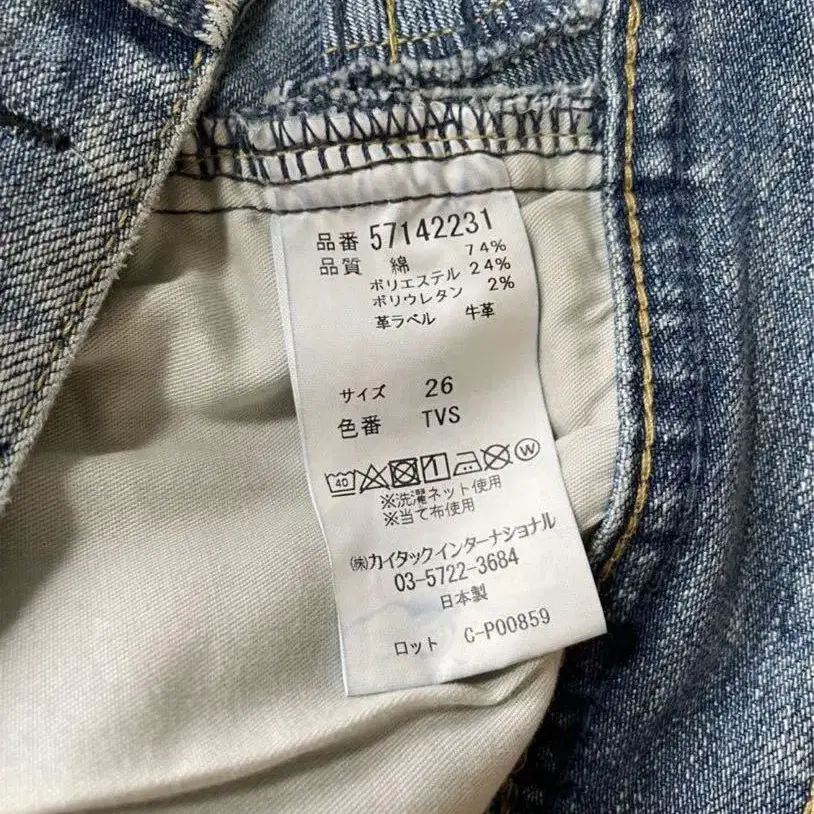 品番 57142231
品質 綿 74%
ポリエステル 24%
ポリウレタン 2%
革ラベル 牛革
サイズ 26
色番 TVS
40 W
※洗濯ネット使用
※当て布使用
㈱カイタックインターナショナル
03-5722-3684
日本製
ロット C-P00859